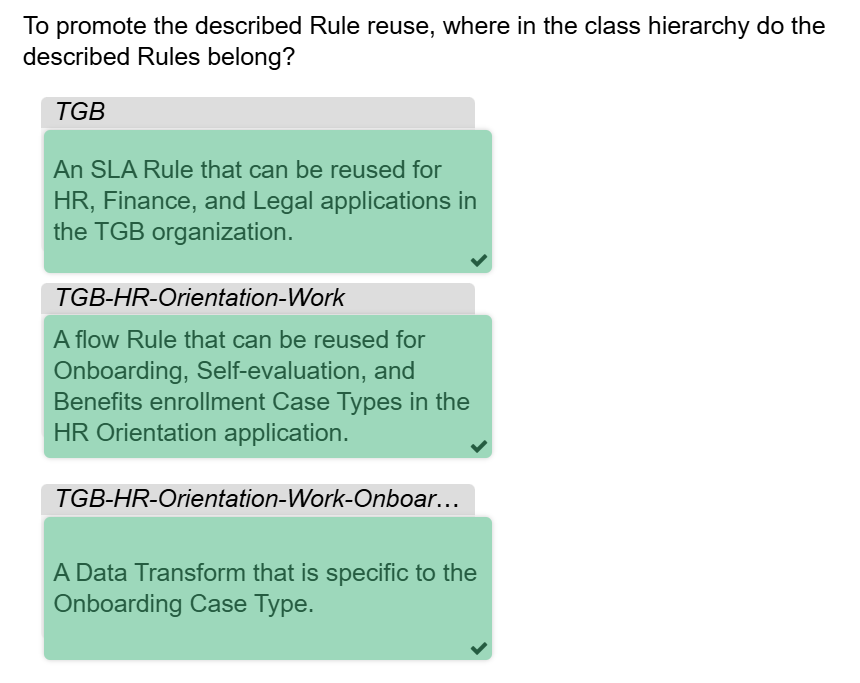 To promote the described Rule reuse, where in the class hierarchy do the
described Rules belong?
TGB
An SLA Rule that can be reused for
HR, Finance, and Legal applications in
the TGB organization.
TGB-HR-Orientation-Work
A flow Rule that can be reused for
Onboarding, Self-evaluation, and
Benefits enrollment Case Types in the
HR Orientation application.
TGB-HR-Orientation-Work-Onboar...
A Data Transform that is specific to the
Onboarding Case Type.